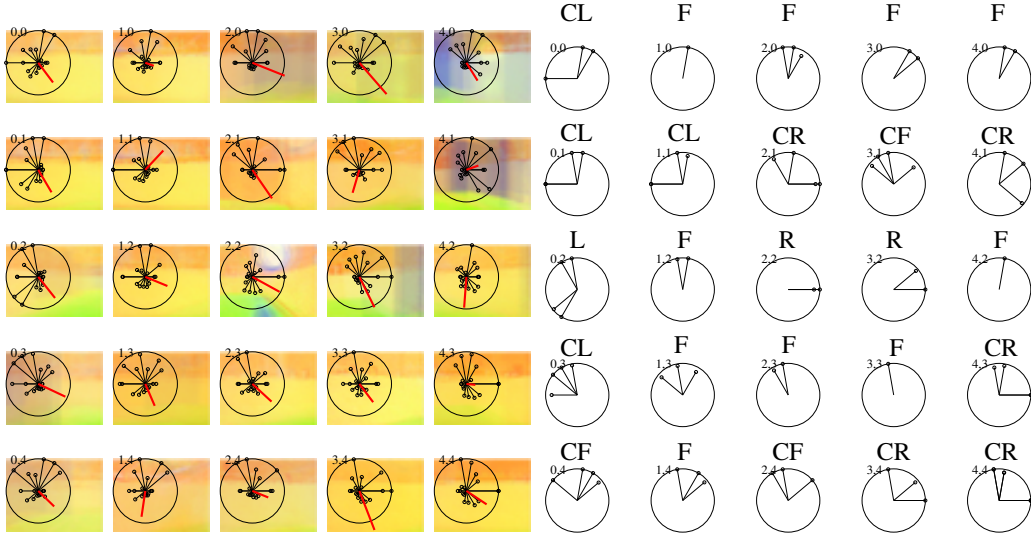 CL F F F F
0,0 1,0 2,0 3,0 4,0 0,0 1,0 2,0 3,0 4,0
CL CL CR CF CR
0,1 1,1 2,1 3,1 4,1 0,1 1,1 2,1 3,1 4,1
L F R R F
0,2 1,2 2,2 3,2 4,2 0,2 1,2 2,2 3,2 4,2
CL F F F CR
0,3 1,3 2,3 3,3 4,3 0,3 1,3 2,3 3,3 4,3
CF F CF CR CR
0,4 1,4 2,4 3,4 4,4 0,4 1,4 2,4 3,4 4,4